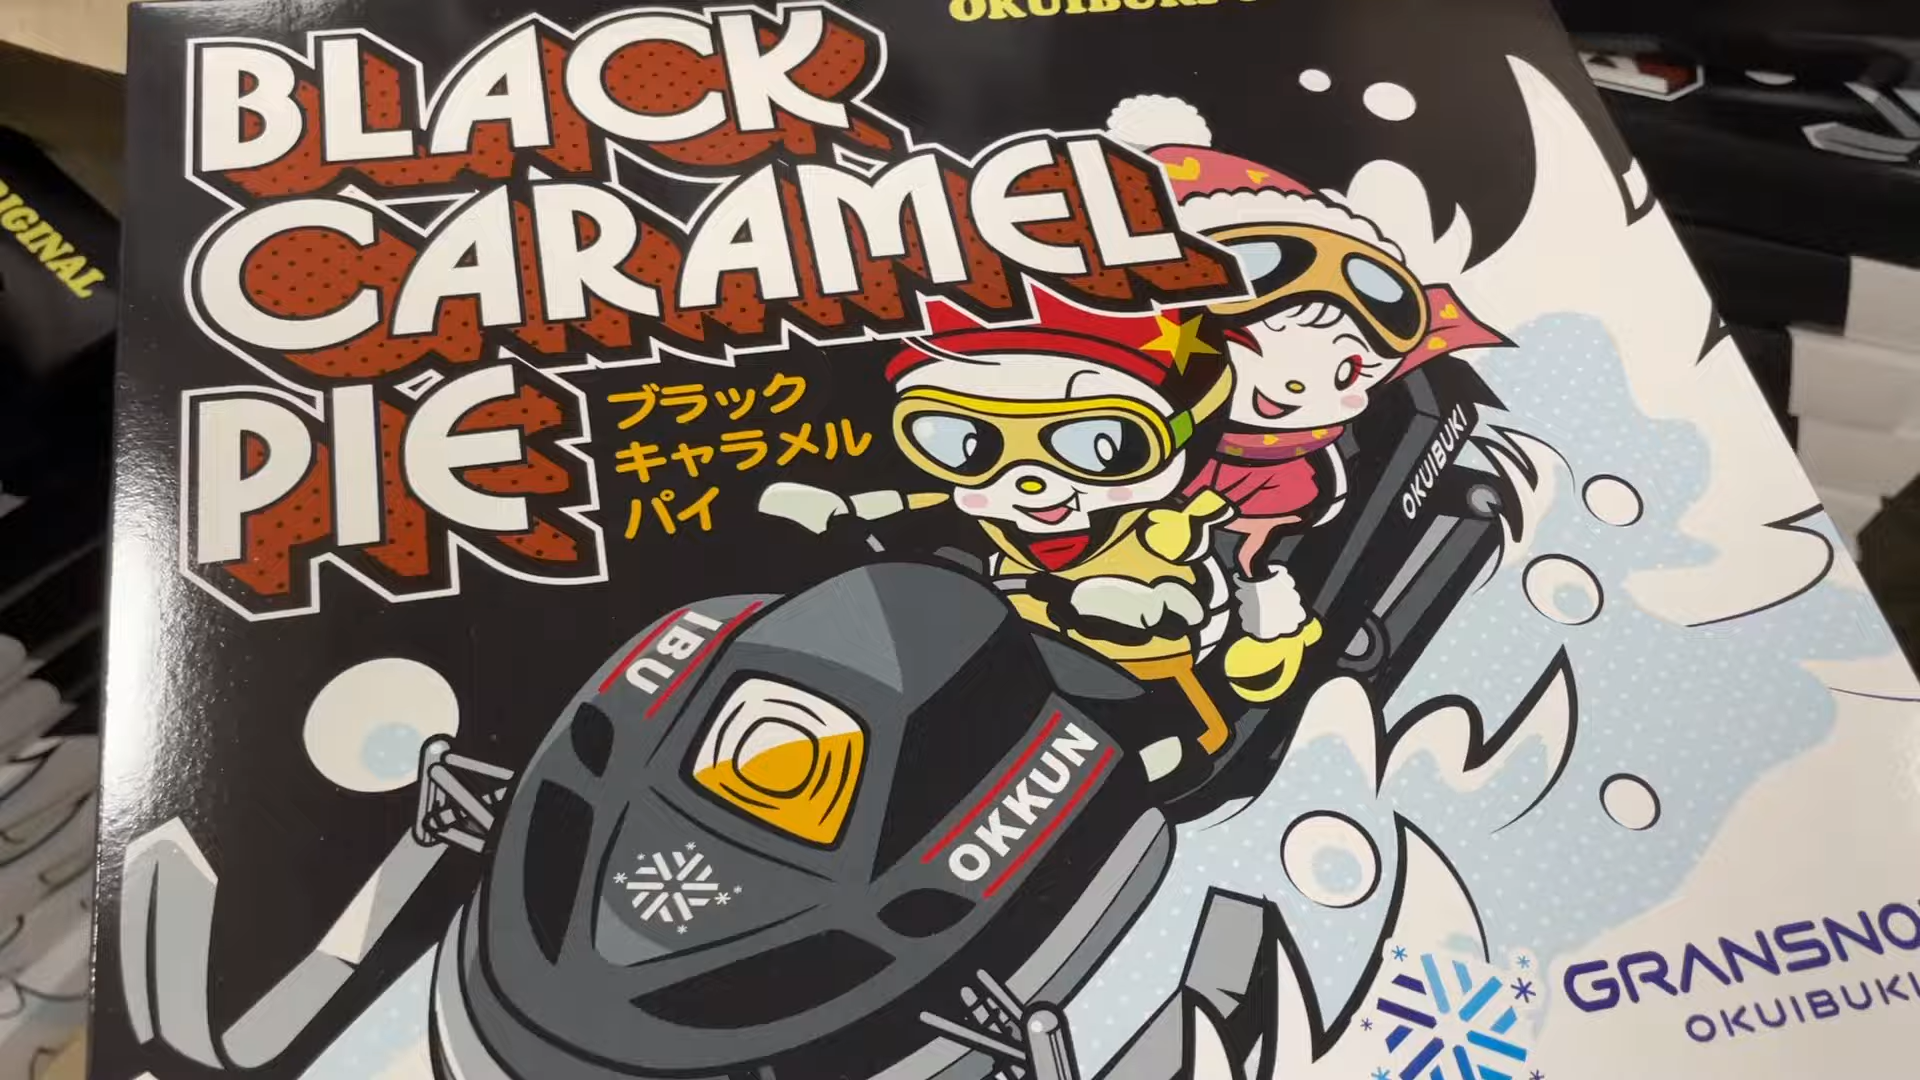 BLACK
CARAMEL
PIE
ブラック
キャラメル
パイ
ORIGINAL
OKUIBUKI
IBU
OKKUN
GRANSNO
OKUIBUKI